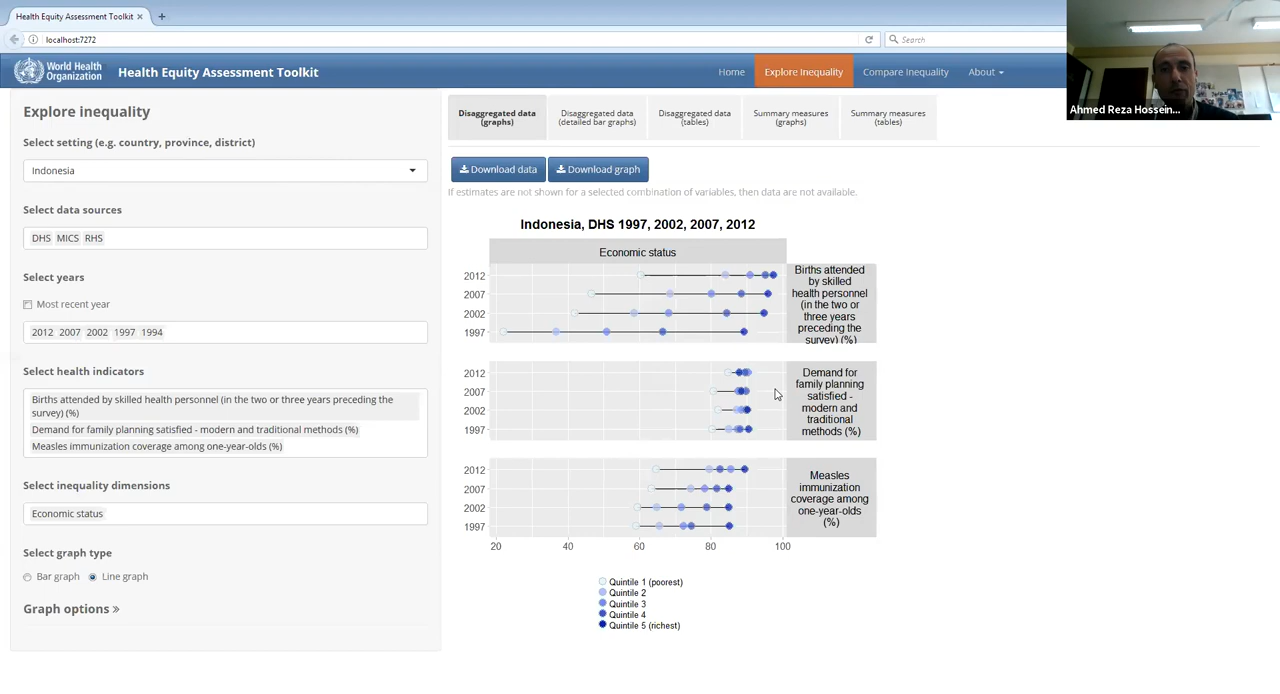 Health Equity Assessment Toolkit
localhost:7272
Search
World Health
Organization
Health Equity Assessment Toolkit
Home
Explore Inequality
Compare Inequality
About
Ahmed Reza Hossein...
Explore inequality
Select setting (e.g. country, province, district)
Indonesia
Select data sources
DHS MICS RHS
Select years
Most recent year
2012 2007 2002 1997 1994
Select health indicators
Births attended by skilled health personnel (in the two or three years preceding the
survey) (%)
Demand for family planning satisfied - modern and traditional methods (%)
Measles immunization coverage among one-year-olds (%)
Select inequality dimensions
Economic status
Select graph type
Bar graph
Line graph
Graph options »
Disaggregated data
(graphs)
Disaggregated data
(detailed bar graphs)
Disaggregated data
(tables)
Summary measures
(graphs)
Summary measures
(tables)
Download data
Download graph
If estimates are not shown for a selected combination of variables, then data are not available.
Indonesia, DHS 1997, 2002, 2007, 2012
Economic status
2012
2007
2002
1997
Births attended
by skilled
health personnel
(in the two or
three years
preceding the
survey) (%)
2012
2007
2002
1997
Demand for
family planning
satisfied -
modern and
traditional
methods (%)
2012
2007
2002
1997
Measles
immunization
coverage among
one-year-olds
(%)
20 40 60 80 100
Quintile 1 (poorest)
Quintile 2
Quintile 3
Quintile 4
Quintile 5 (richest)